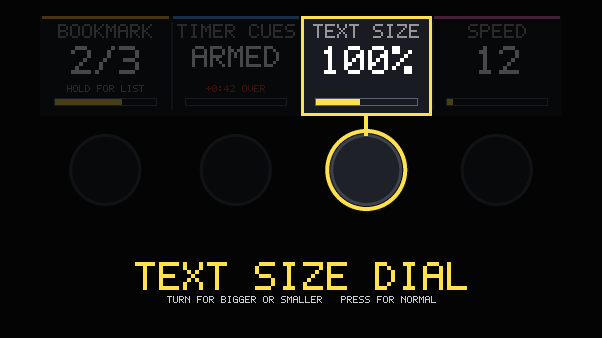 BOOKMARK
2/3
HOLD FOR LIST
TIMER CUES
ARMED
+0:42 OVER
TEXT SIZE
100%
SPEED
12
TEXT SIZE DIAL
TURN FOR BIGGER OR SMALLER PRESS FOR NORMAL